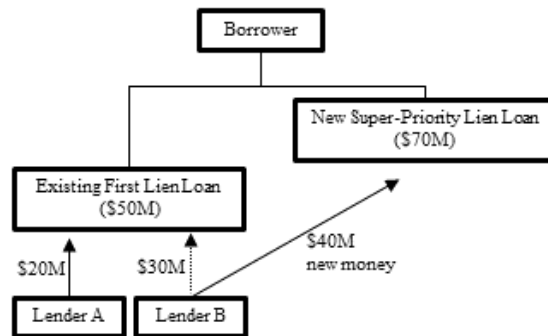 Borrower
New Super-Priority Lien Loan
($70M)
Existing First Lien Loan
($50M)
$20M
$30M
$40M
new money
Lender A
Lender B